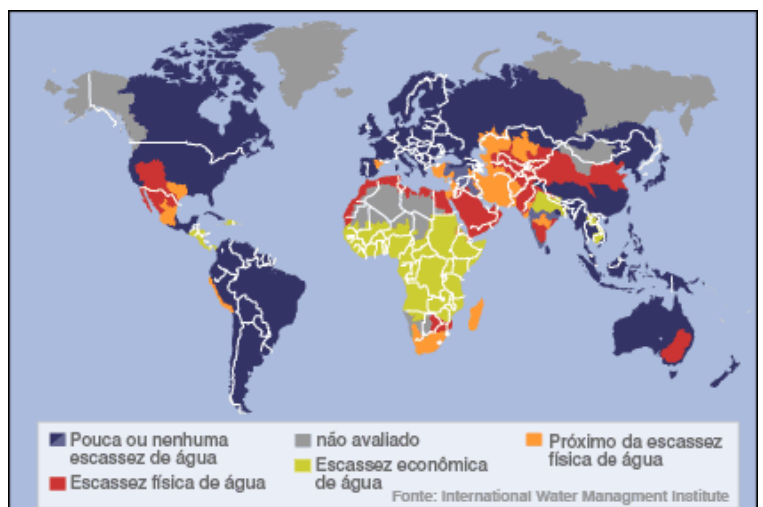 Pouca ou nenhuma
escassez de água
Escassez física de água
não avaliado
Escassez econômica
de água
Próximo da escassez
física de água
Fonte: International Water Managment Institute